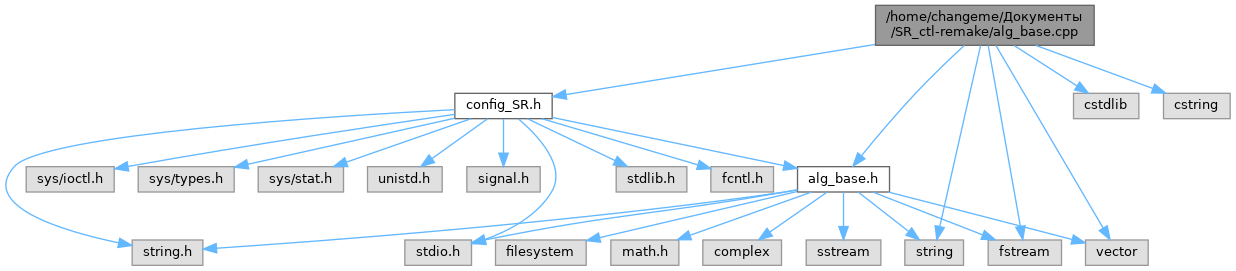 /home/changeme/Документы
/SR_ctl-remake/alg_base.cpp
config_SR.h
cstdlib
cstring
sys/ioctl.h
sys/types.h
sys/stat.h
unistd.h
signal.h
stdlib.h
fcntl.h
alg_base.h
string.h
stdio.h
filesystem
math.h
complex
sstream
string
fstream
vector